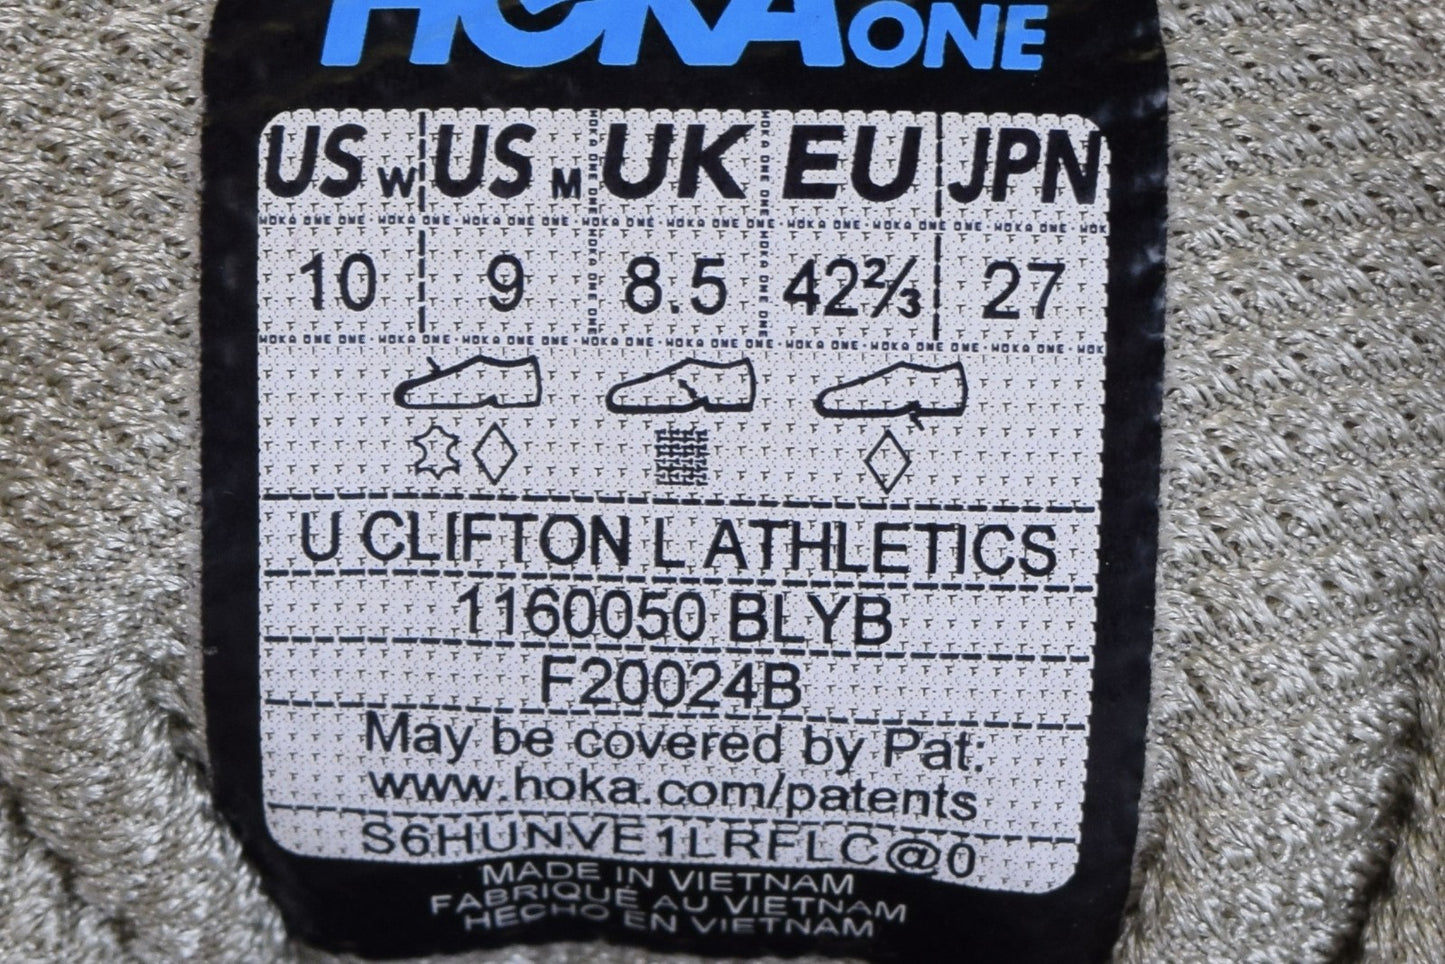 HOKA ONE
US W US M UK EU JPN
10 9 8.5 42⅔ 27
U CLIFTON L ATHLETICS
1160050 BLYB
F20024B
May be covered by Pat:
www.hoka.com/patents
S6HUNVE1LRFLC@0
MADE IN VIETNAM
FABRIQUÉ AU VIETNAM
HECHO EN VIETNAM